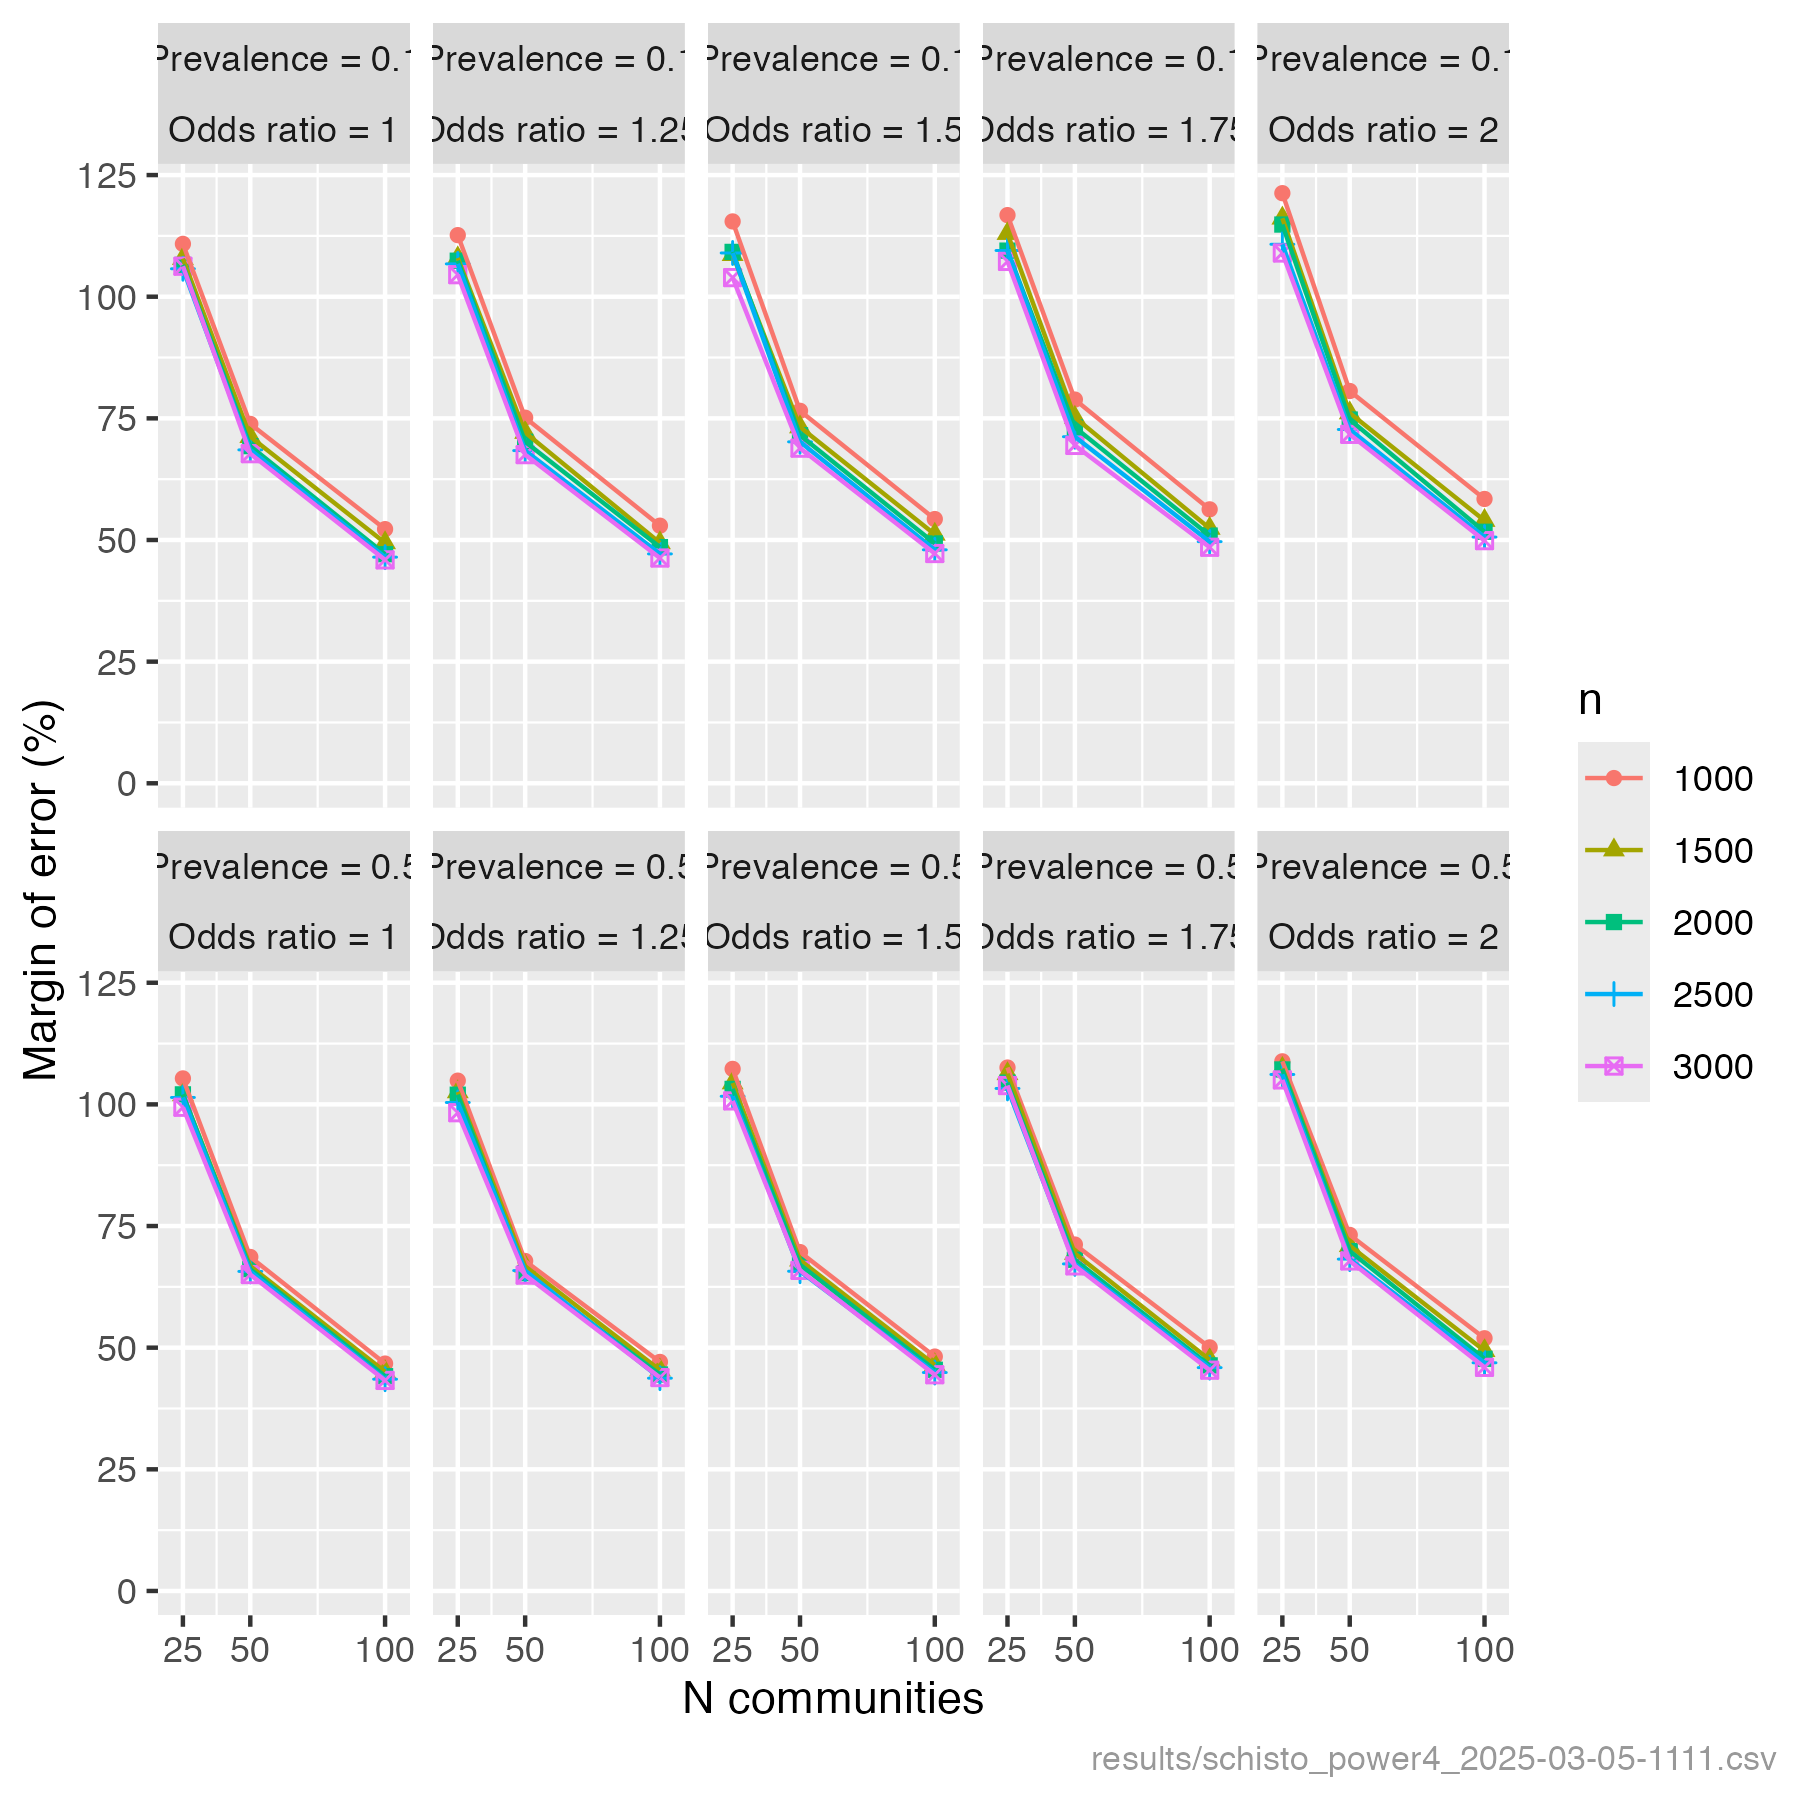 Prevalence = 0.1 Prevalence = 0.1 Prevalence = 0.1 Prevalence = 0.1 Prevalence = 0.1
Odds ratio = 1 Odds ratio = 1.25 Odds ratio = 1.5 Odds ratio = 1.75 Odds ratio = 2
125
100
75
50
25
0
Prevalence = 0.5 Prevalence = 0.5 Prevalence = 0.5 Prevalence = 0.5 Prevalence = 0.5
Odds ratio = 1 Odds ratio = 1.25 Odds ratio = 1.5 Odds ratio = 1.75 Odds ratio = 2
125
100
75
50
25
0
25 50 100 25 50 100 25 50 100 25 50 100 25 50 100
N communities
Margin of error (%)
n
1000
1500
2000
2500
3000
results/schisto_power4_2025-03-05-1111.csv